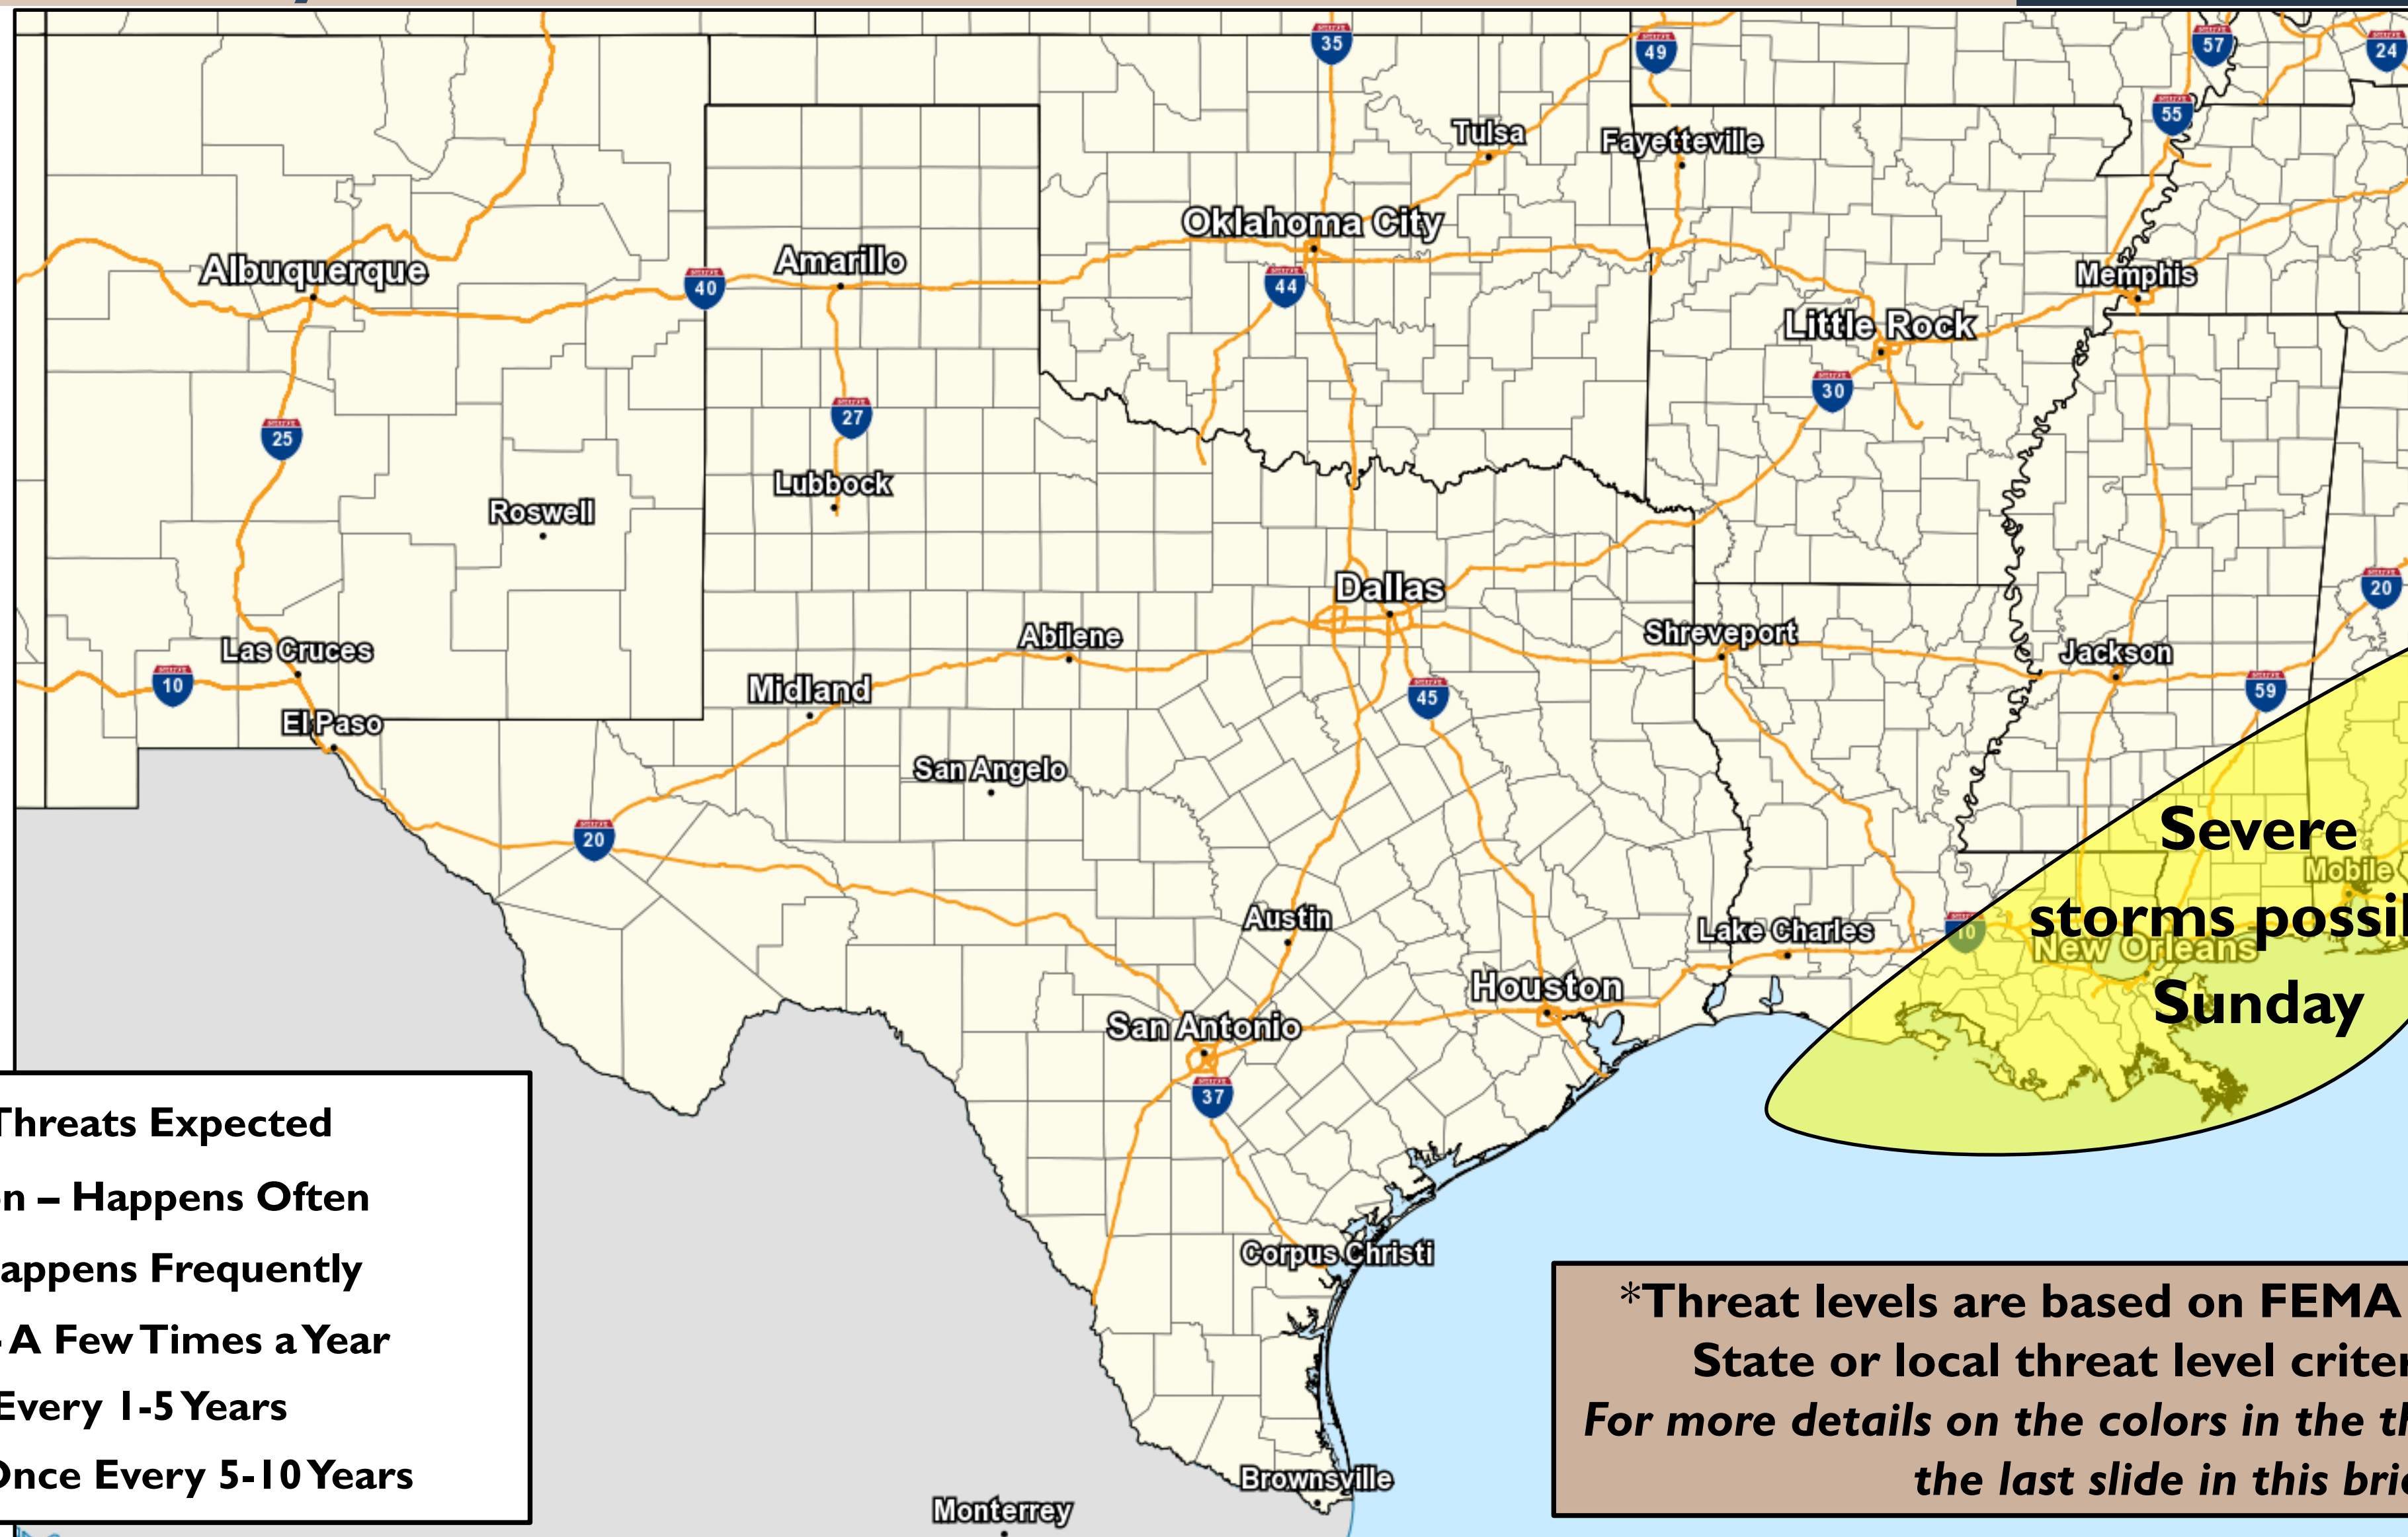 35
49
57
24
55
Tulsa
Fayetteville
Oklahoma City
Albuquerque
Amarillo
40
44
Memphis
Little Rock
30
27
25
Lubbock
Roswell
Dallas
20
Abilene
Shreveport
Jackson
Las Cruces
10
Midland
45
59
El Paso
San Angelo
20
Severe
Mobile
storms possi
Austin
Lake Charles
10
New Orleans
Houston
Sunday
San Antonio
37
Threats Expected
n – Happens Often
appens Frequently
- A Few Times a Year
Every 1-5 Years
Once Every 5-10 Years
Corpus Christi
Brownsville
Monterrey
*Threat levels are based on FEMA
State or local threat level criter
For more details on the colors in the th
the last slide in this brie